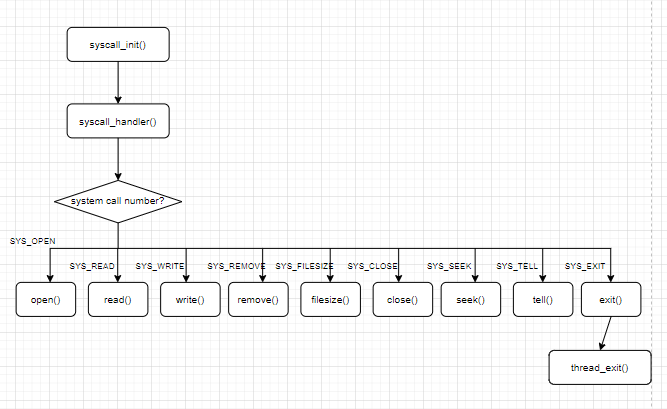 syscall_init()
syscall_handler()
system call number?
SYS_OPEN
SYS_READ
SYS_WRITE
SYS_REMOVE
SYS_FILESIZE
SYS_CLOSE
SYS_SEEK
SYS_TELL
SYS_EXIT
open()
read()
write()
remove()
filesize()
close()
seek()
tell()
exit()
thread_exit()